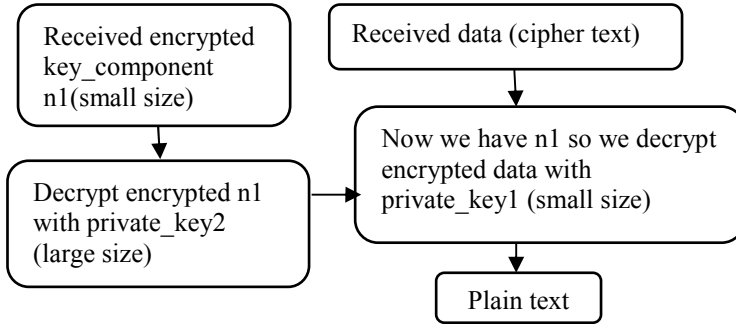 Received encrypted
key_component
n1(small size)
Received data (cipher text)
Decrypt encrypted n1
with private_key2
(large size)
Now we have n1 so we decrypt
encrypted data with
private_key1 (small size)
Plain text